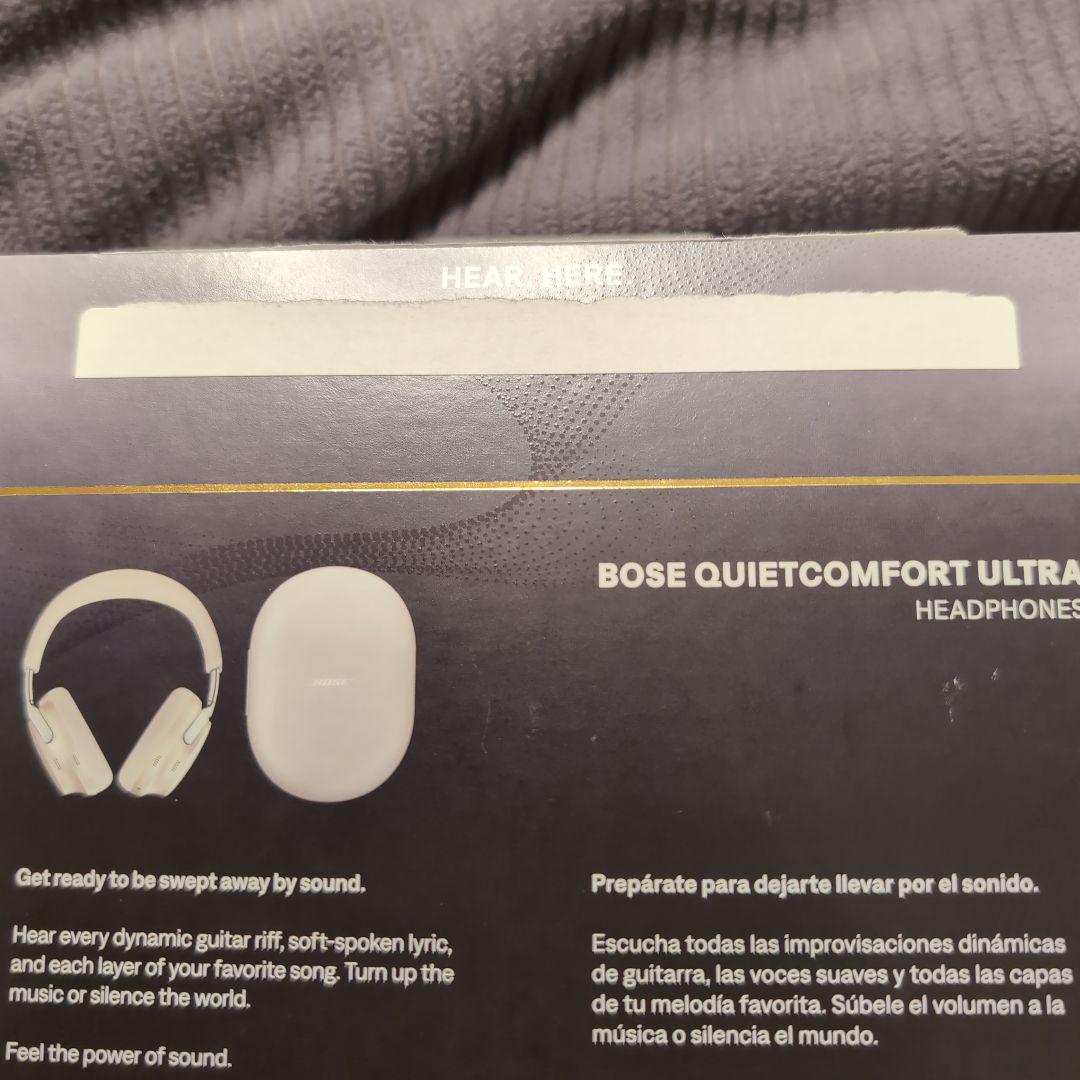 HEAR. HERE.
BOSE QUIETCOMFORT ULTRA
HEADPHONES
BOSE
Get ready to be swept away by sound.
Hear every dynamic guitar riff, soft-spoken lyric,
and each layer of your favorite song. Turn up the
music or silence the world.
Feel the power of sound.
Prepárate para dejarte llevar por el sonido.
Escucha todas las improvisaciones dinámicas
de guitarra, las voces suaves y todas las capas
de tu melodía favorita. Súbele el volumen a la
música o silencia el mundo.